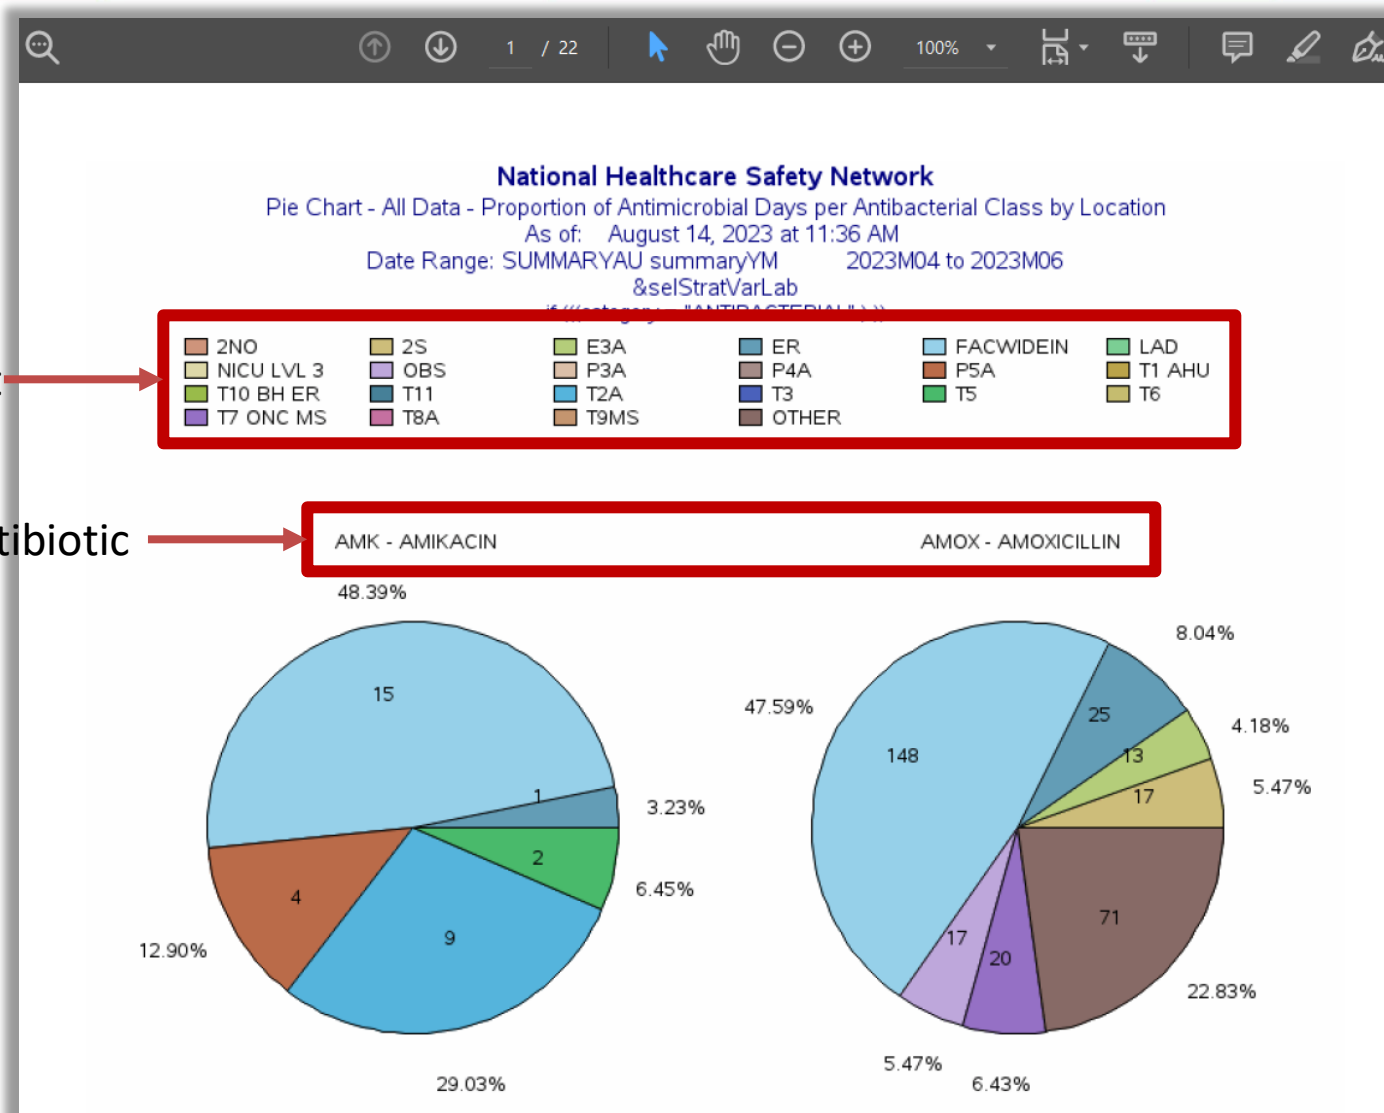 1 / 22 100%
National Healthcare Safety Network
Pie Chart - All Data - Proportion of Antimicrobial Days per Antibacterial Class by Location
As of: August 14, 2023 at 11:36 AM
Date Range: SUMMARYAU summaryYM 2023M04 to 2023M06
&selStratVarLab
2NO 2S E3A ER FACWIDEIN LAD
NICU LVL 3 OBS P3A P4A P5A T1 AHU
T10 BH ER T11 T2A T3 T5 T6
T7 ONC MS T8A T9MS OTHER
tibiotic
AMK - AMIKACIN AMOX - AMOXICILLIN
48.39%
15
1
3.23%
2
6.45%
4
9
12.90%
29.03%
8.04%
47.59%
25
4.18%
148
13
5.47%
17
71
17
20
22.83%
5.47%
6.43%